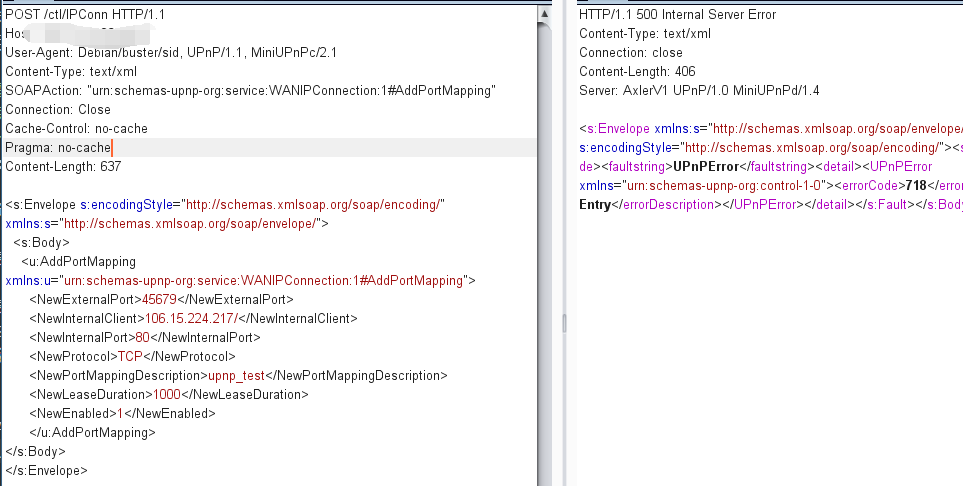 POST /ctl/IPConn HTTP/1.1
User-Agent: Debian/buster/sid, UPnP/1.1, MiniUPnPc/2.1
Content-Type: text/xml
SOAPAction: "urn:schemas-upnp-org:service:WANIPConnection:1#AddPortMapping"
Connection: Close
Cache-Control: no-cache
Pragma: no-cache
Content-Length: 637
<s:Envelope s:encodingStyle="http://schemas.xmlsoap.org/soap/encoding/"
xmlns:s="http://schemas.xmlsoap.org/soap/envelope/">
<s:Body>
<u:AddPortMapping
xmlns:u="urn:schemas-upnp-org:service:WANIPConnection:1#AddPortMapping">
<NewExternalPort>45679</NewExternalPort>
<NewInternalClient>106.15.224.217/</NewInternalClient>
<NewInternalPort>80</NewInternalPort>
<NewProtocol>TCP</NewProtocol>
<NewPortMappingDescription>upnp_test</NewPortMappingDescription>
<NewLeaseDuration>1000</NewLeaseDuration>
<NewEnabled>1</NewEnabled>
</u:AddPortMapping>
</s:Body>
</s:Envelope>
HTTP/1.1 500 Internal Server Error
Content-Type: text/xml
Connection: close
Content-Length: 406
Server: AxlerV1 UPnP/1.0 MiniUPnPd/1.4
<s:Envelope xmlns:s="http://schemas.xmlsoap.org/soap/envelope/
s:encodingStyle="http://schemas.xmlsoap.org/soap/encoding/"><s
de><faultstring>UPnPError</faultstring><detail><UPnPError
xmlns="urn:schemas-upnp-org:control-1-0"><errorCode>718</error
Entry</errorDescription></UPnPError></detail></s:Fault></s:Body